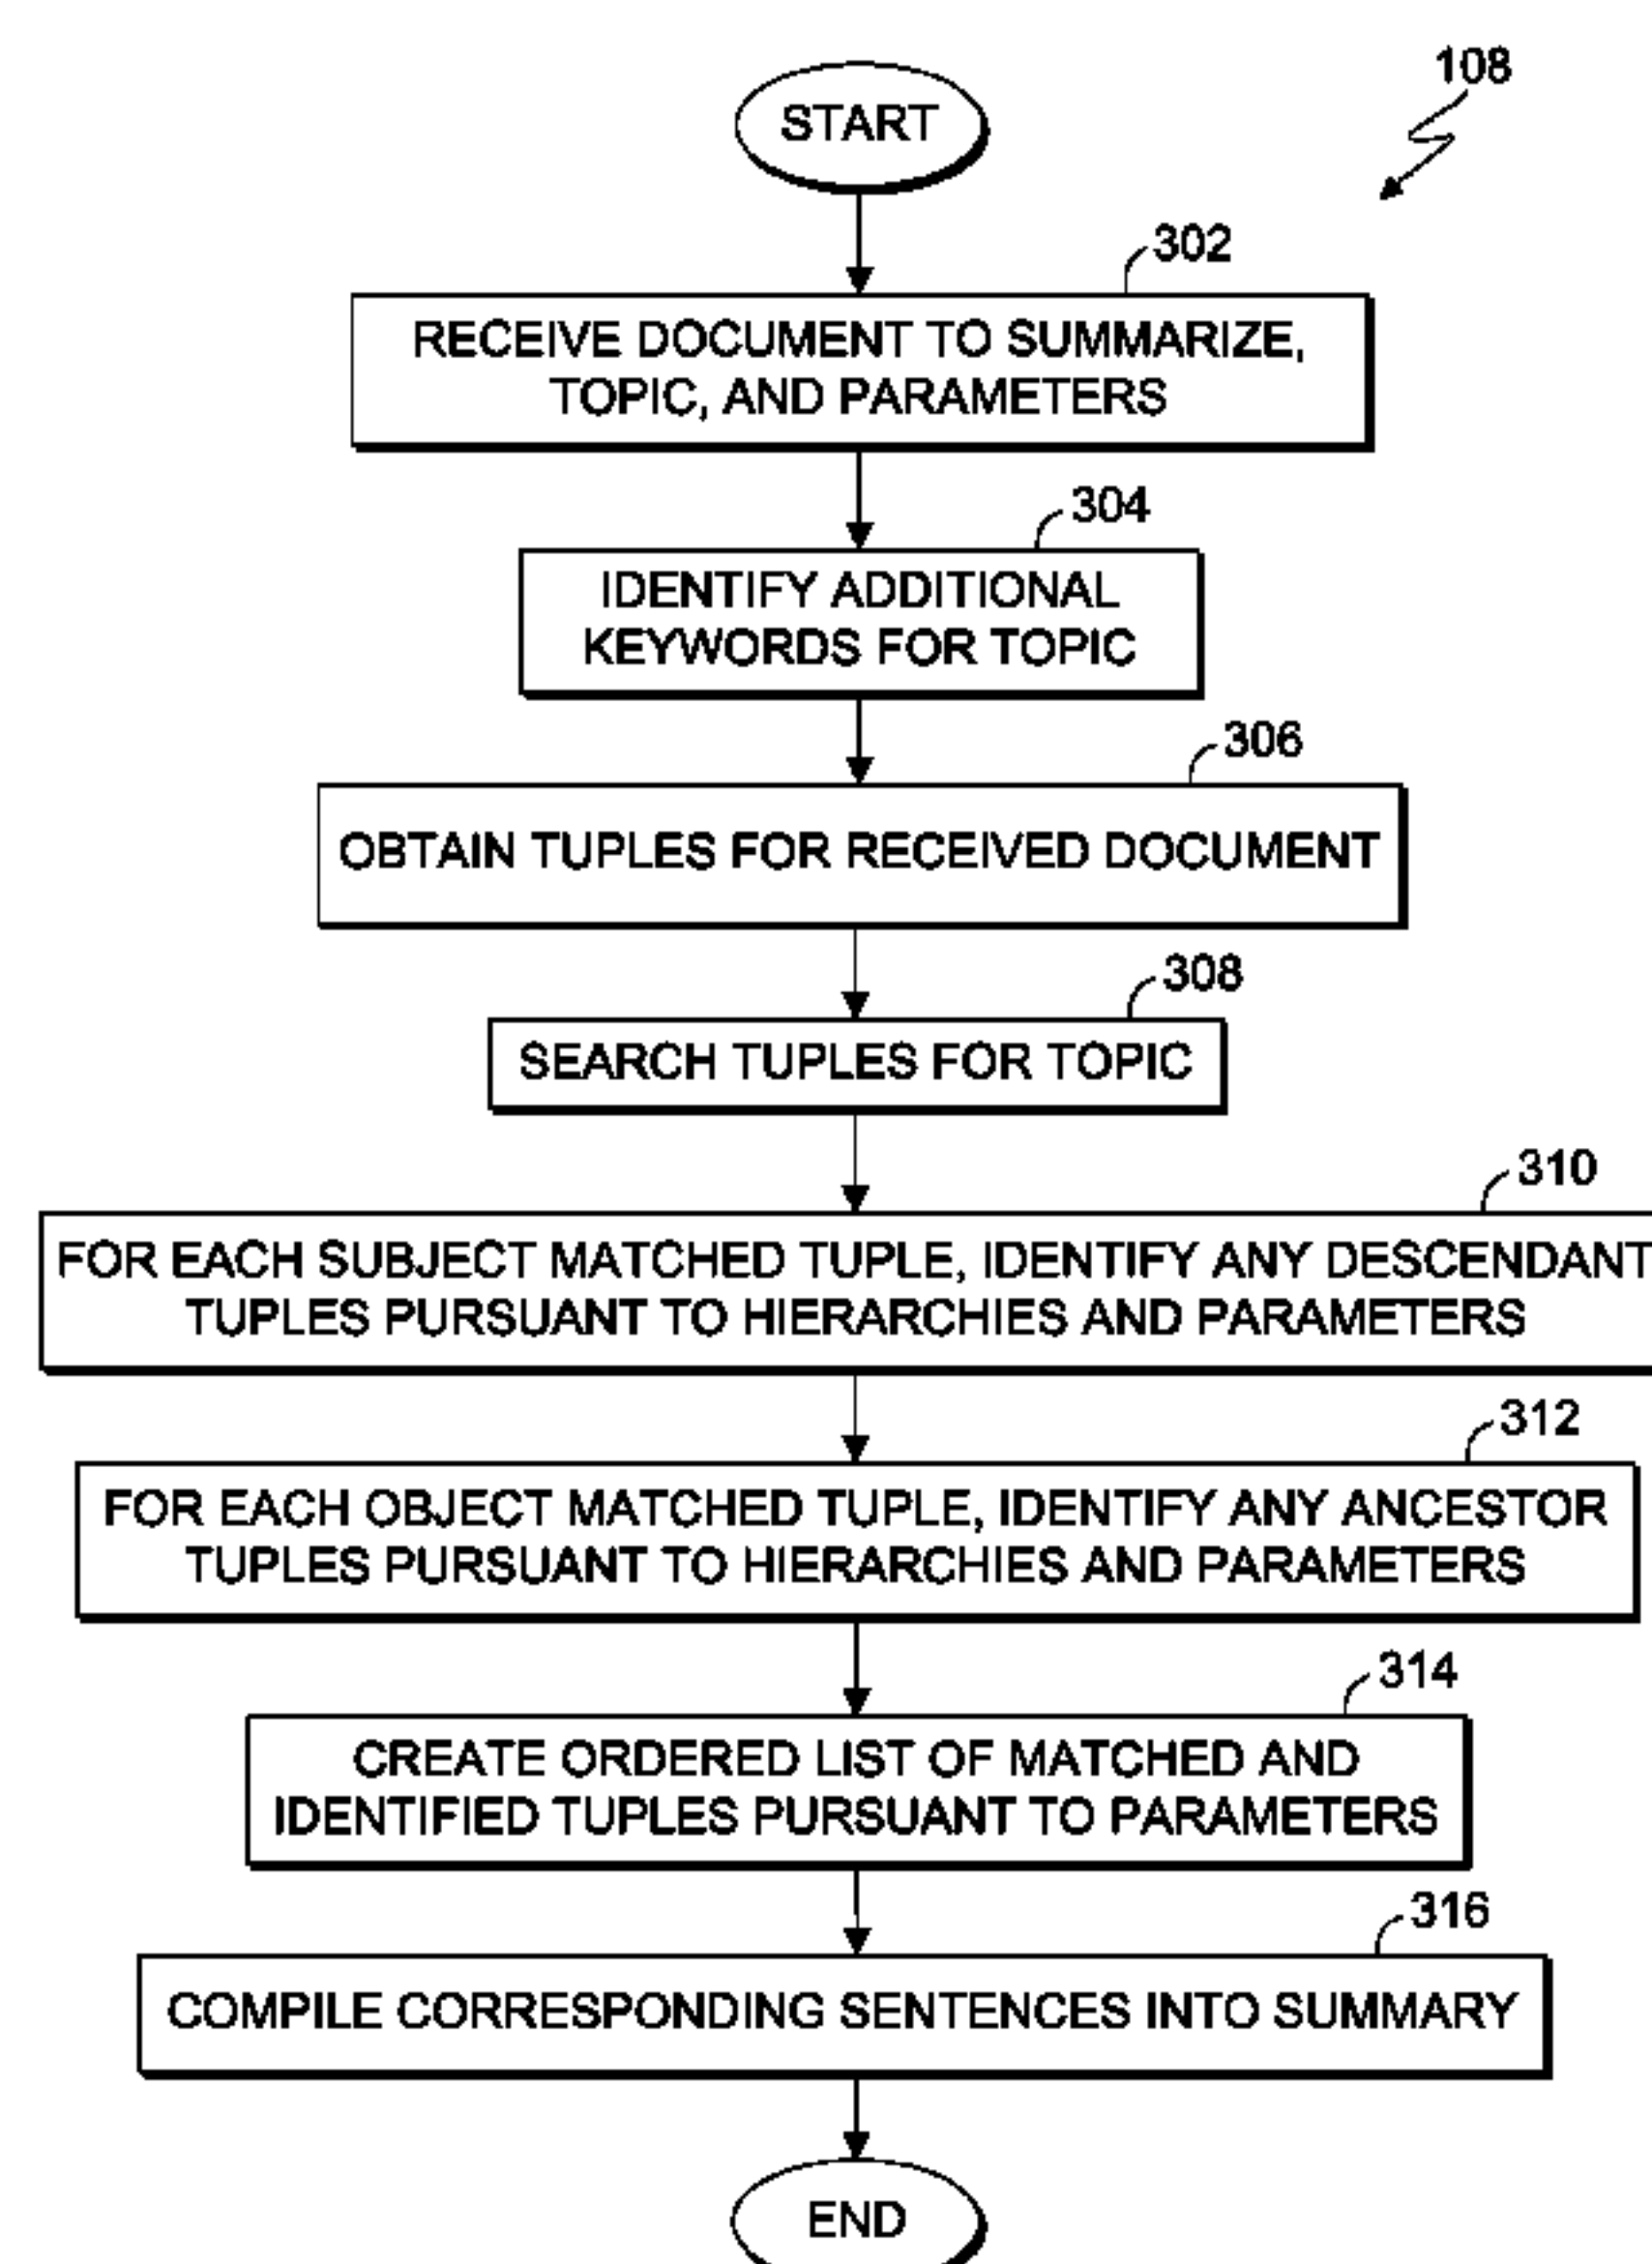 108
START
302
RECEIVE DOCUMENT TO SUMMARIZE,
TOPIC, AND PARAMETERS
304
IDENTIFY ADDITIONAL
KEYWORDS FOR TOPIC
306
OBTAIN TUPLES FOR RECEIVED DOCUMENT
308
SEARCH TUPLES FOR TOPIC
310
FOR EACH SUBJECT MATCHED TUPLE, IDENTIFY ANY DESCENDANT
TUPLES PURSUANT TO HIERARCHIES AND PARAMETERS
312
FOR EACH OBJECT MATCHED TUPLE, IDENTIFY ANY ANCESTOR
TUPLES PURSUANT TO HIERARCHIES AND PARAMETERS
314
CREATE ORDERED LIST OF MATCHED AND
IDENTIFIED TUPLES PURSUANT TO PARAMETERS
316
COMPILE CORRESPONDING SENTENCES INTO SUMMARY
END